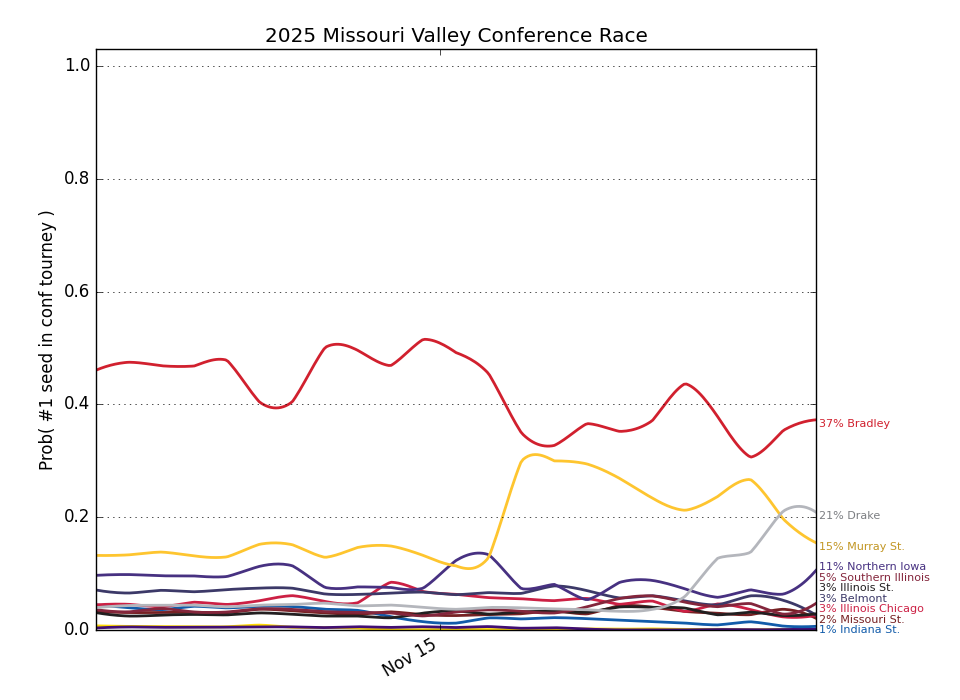 2025 Missouri Valley Conference Race
Prob( #1 seed in conf tourney )
1.0
0.8
0.6
0.4
0.2
0.0
Nov 15
37% Bradley
21% Drake
15% Murray St.
11% Northern Iowa
5% Southern Illinois
3% Illinois St.
3% Belmont
3% Illinois Chicago
2% Missouri St.
1% Indiana St.